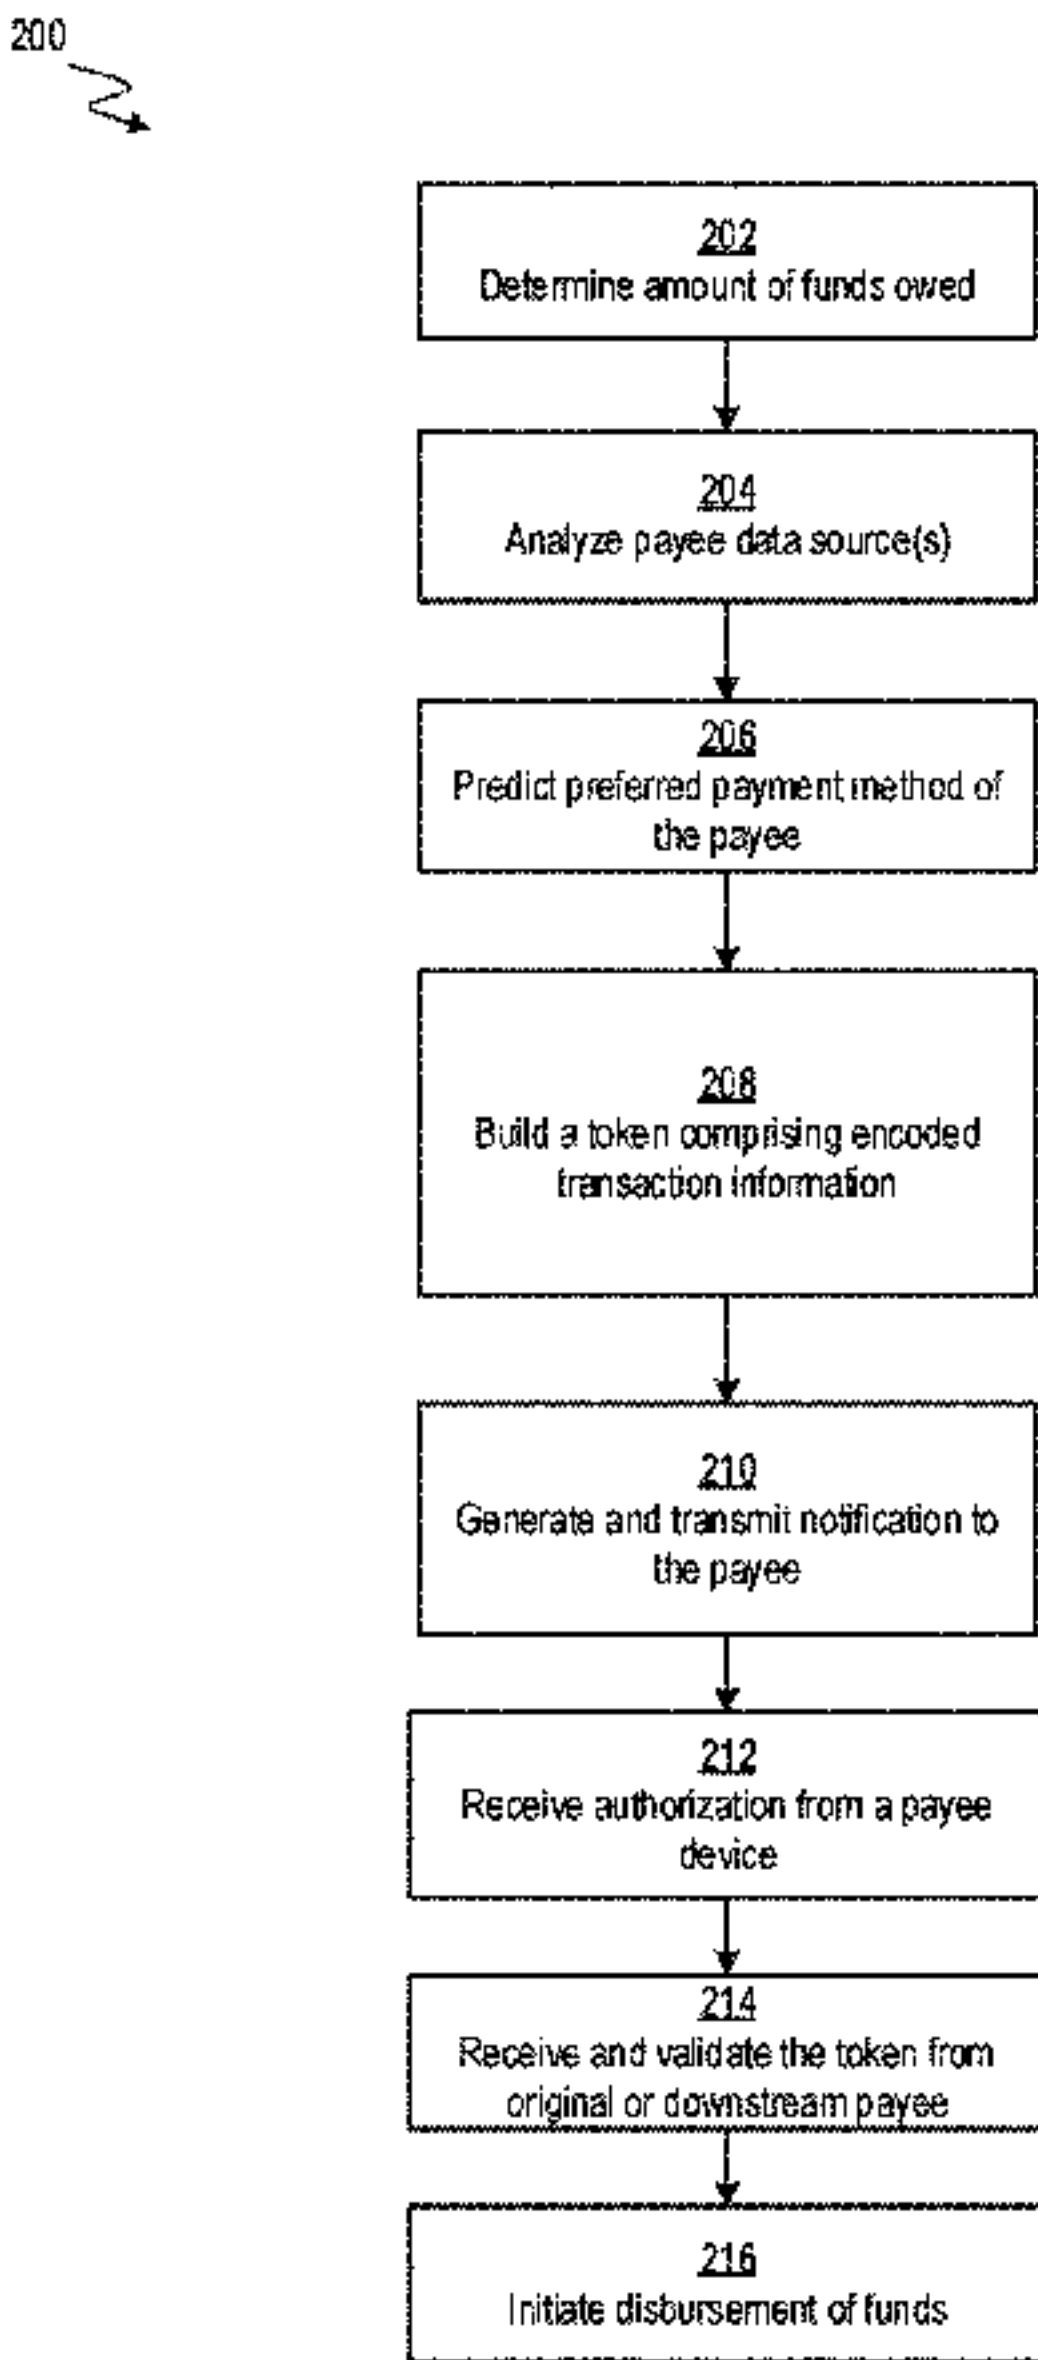 200
202
Determine amount of funds owed
204
Analyze payee data source(s)
206
Predict preferred payment method of
the payee
208
Build a token comprising encoded
transaction information
210
Generate and transmit notification to
the payee
212
Receive authorization from a payee
device
214
Receive and validate the token from
original or downstream payee
216
Initiate disbursement of funds